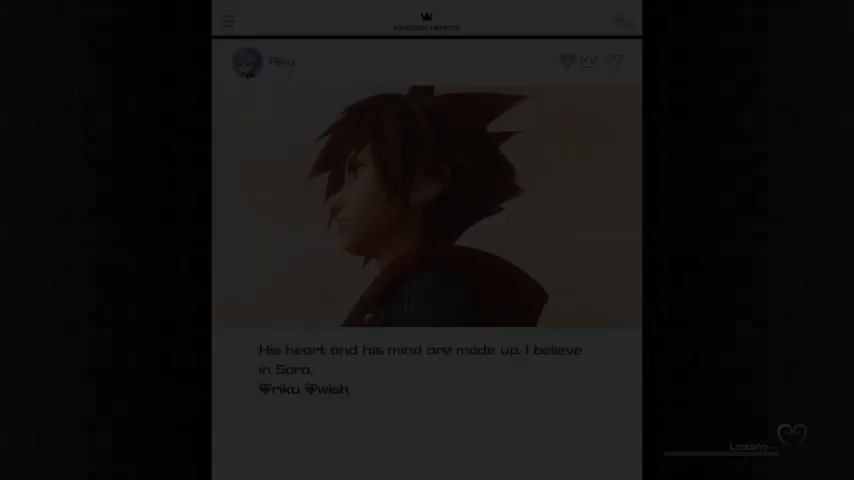 KINGDOM HEARTS
Riku
His heart and his mind are made up. I believe
in Sora.
riku wish
Loading...